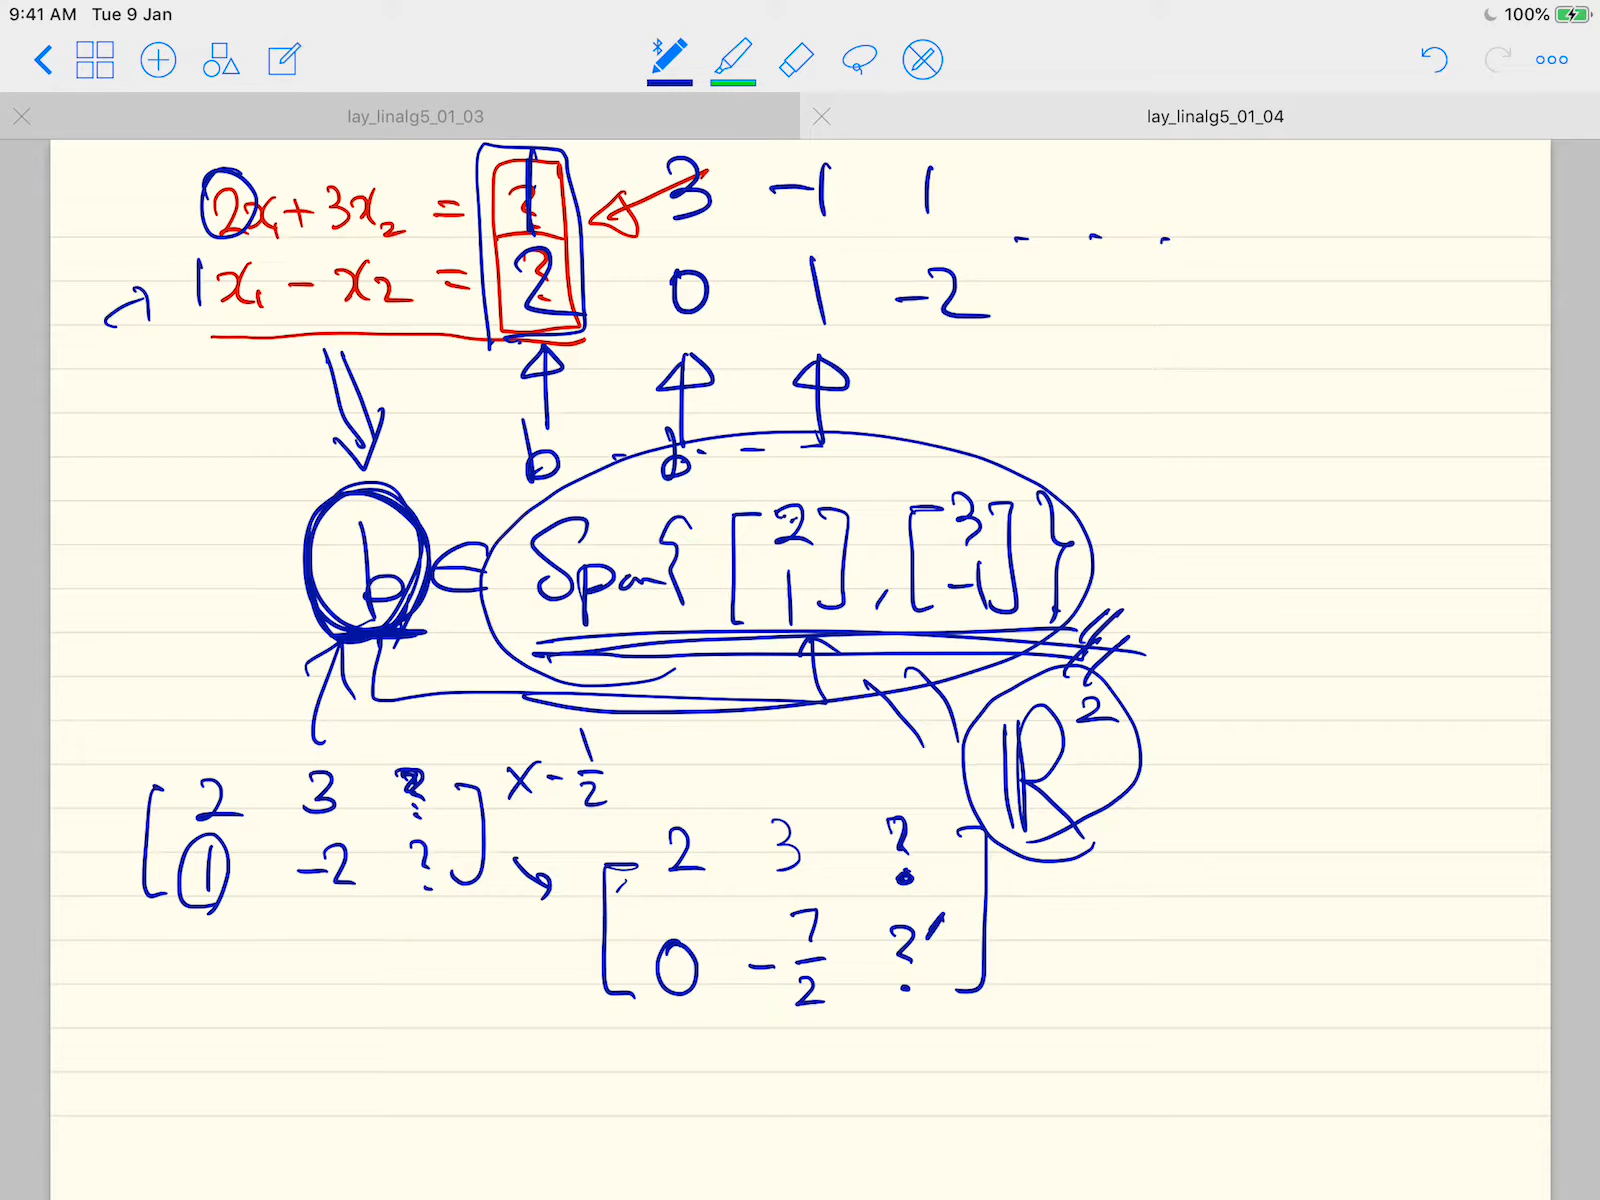 9:41 AM Tue 9 Jan 100%
lay_linalg5_01_03 lay_linalg5_01_04
2x₁ + 3x₂ = 1 3 -1 1
1x₁ - x₂ = 2 0 1 -2 ...
b b
b ∈ Span{ [2 1], [3 -1] }
ℝ²
[ 2 3 ? ] x - 1/2
[ 1 -2 ? ]
[ 2 3 ? ]
[ 0 - 7/2 ?' ]